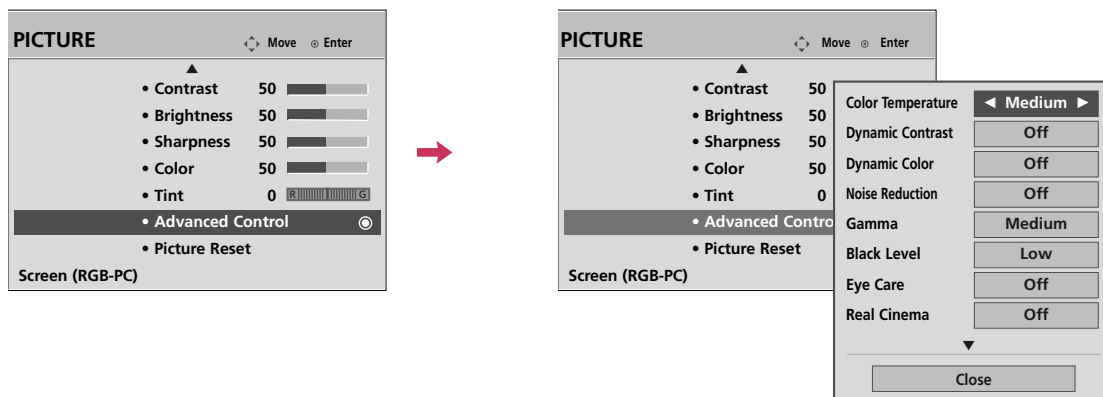 PICTURE Move Enter
• Contrast 50
• Brightness 50
• Sharpness 50
• Color 50
• Tint 0 R G
• Advanced Control
• Picture Reset
Screen (RGB-PC)
PICTURE Move Enter
• Contrast 50
• Brightness 50
• Sharpness 50
• Color 50
• Tint 0
• Advanced Contro
• Picture Reset
Screen (RGB-PC)
Color Temperature ◄ Medium ►
Dynamic Contrast Off
Dynamic Color Off
Noise Reduction Off
Gamma Medium
Black Level Low
Eye Care Off
Real Cinema Off
Close